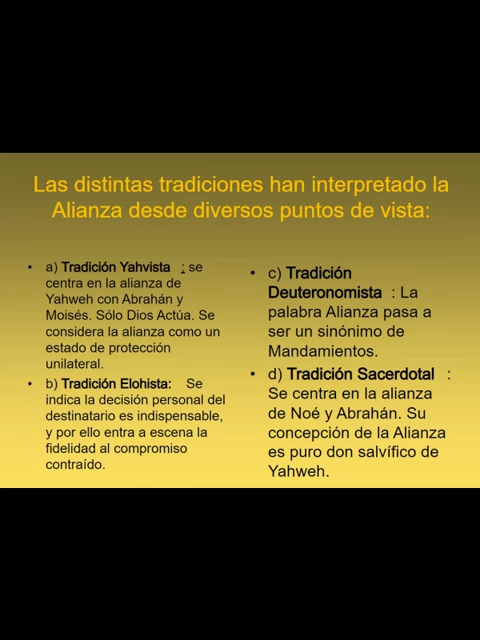 Las distintas tradiciones han interpretado la
Alianza desde diversos puntos de vista:
• a) Tradición Yahvista : se
centra en la alianza de
Yahweh con Abrahán y
Moisés. Sólo Dios Actúa. Se
considera la alianza como un
estado de protección
unilateral.
• b) Tradición Elohista: Se
indica la decisión personal del
destinatario es indispensable,
y por ello entra a escena la
fidelidad al compromiso
contraído.
• c) Tradición
Deuteronomista : La
palabra Alianza pasa a
ser un sinónimo de
Mandamientos.
• d) Tradición Sacerdotal :
Se centra en la alianza
de Noé y Abrahán. Su
concepción de la Alianza
es puro don salvífico de
Yahweh.